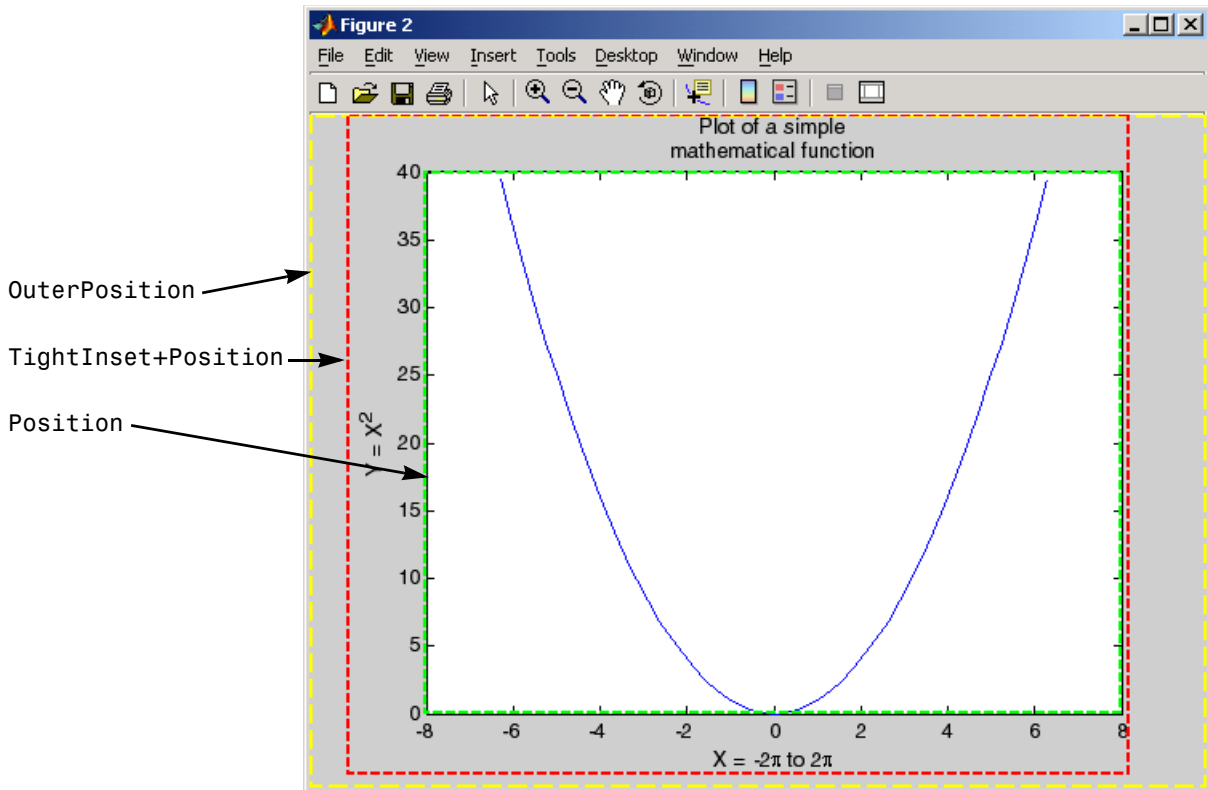 Figure 2
File Edit View Insert Tools Desktop Window Help
Plot of a simple
mathematical function
OuterPosition
TightInset+Position
Position
Y = X²
40
35
30
25
20
15
10
5
0
-8 -6 -4 -2 0 2 4 6 8
X = -2π to 2π